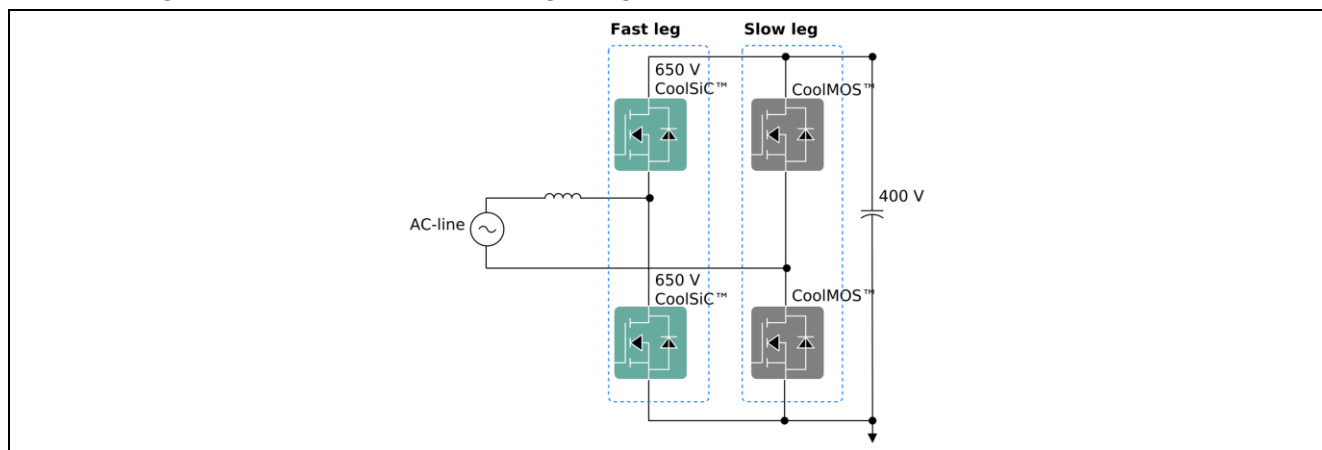 Fast leg
Slow leg
650 V
CoolSiC™
CoolMOS™
400 V
AC-line
650 V
CoolSiC™
CoolMOS™